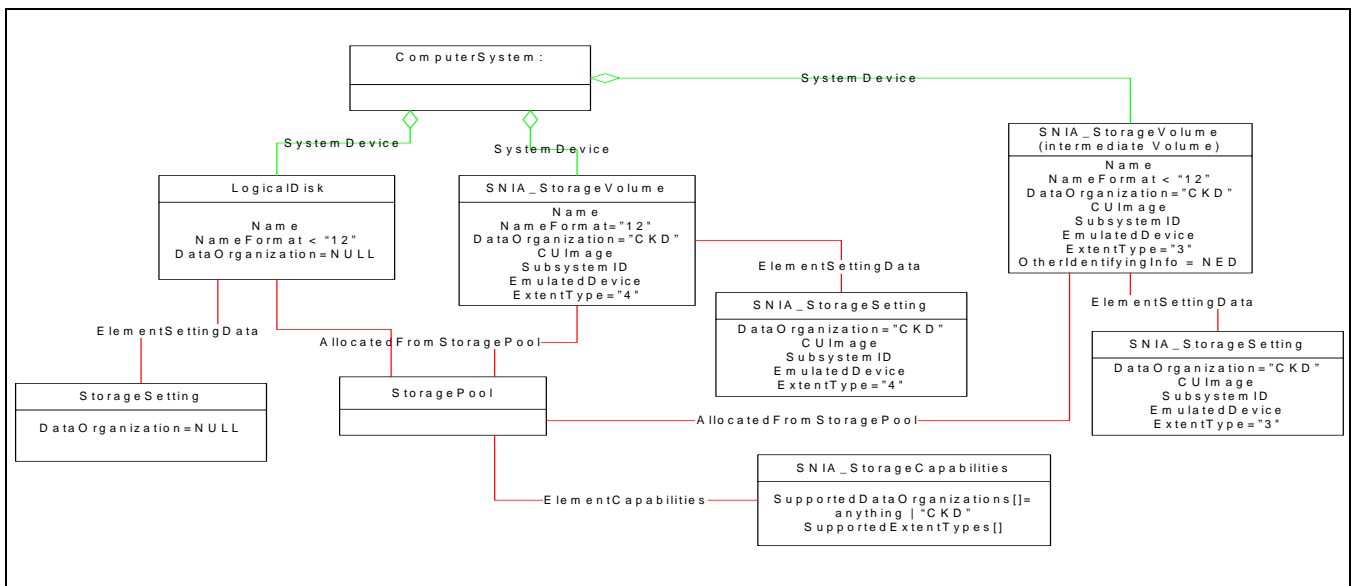 ComputerSystem:
SystemDevice
SystemDevice
SystemDevice
LogicalDisk
Name
NameFormat < “12”
DataOrganization=NULL
SNIA_StorageVolume
Name
NameFormat=”12”
DataOrganization=”CKD”
CUImage
SubsystemID
EmulatedDevice
ExtentType=”4”
SNIA_StorageVolume
(intermediate Volume)
Name
NameFormat < “12”
DataOrganization=”CKD”
CUImage
SubsystemID
EmulatedDevice
ExtentType=”3”
OtherIdentifyingInfo = NED
ElementSettingData
ElementSettingData
ElementSettingData
AllocatedFromStoragePool
SNIA_StorageSetting
DataOrganization=”CKD”
CUImage
SubsystemID
EmulatedDevice
ExtentType=”4”
SNIA_StorageSetting
DataOrganization=”CKD”
CUImage
SubsystemID
EmulatedDevice
ExtentType=”3”
StorageSetting
DataOrganization=NULL
StoragePool
AllocatedFromStoragePool
ElementCapabilities
SNIA_StorageCapabilities
SupportedDataOrganizations[]=
anything | “CKD”
SupportedExtentTypes[]